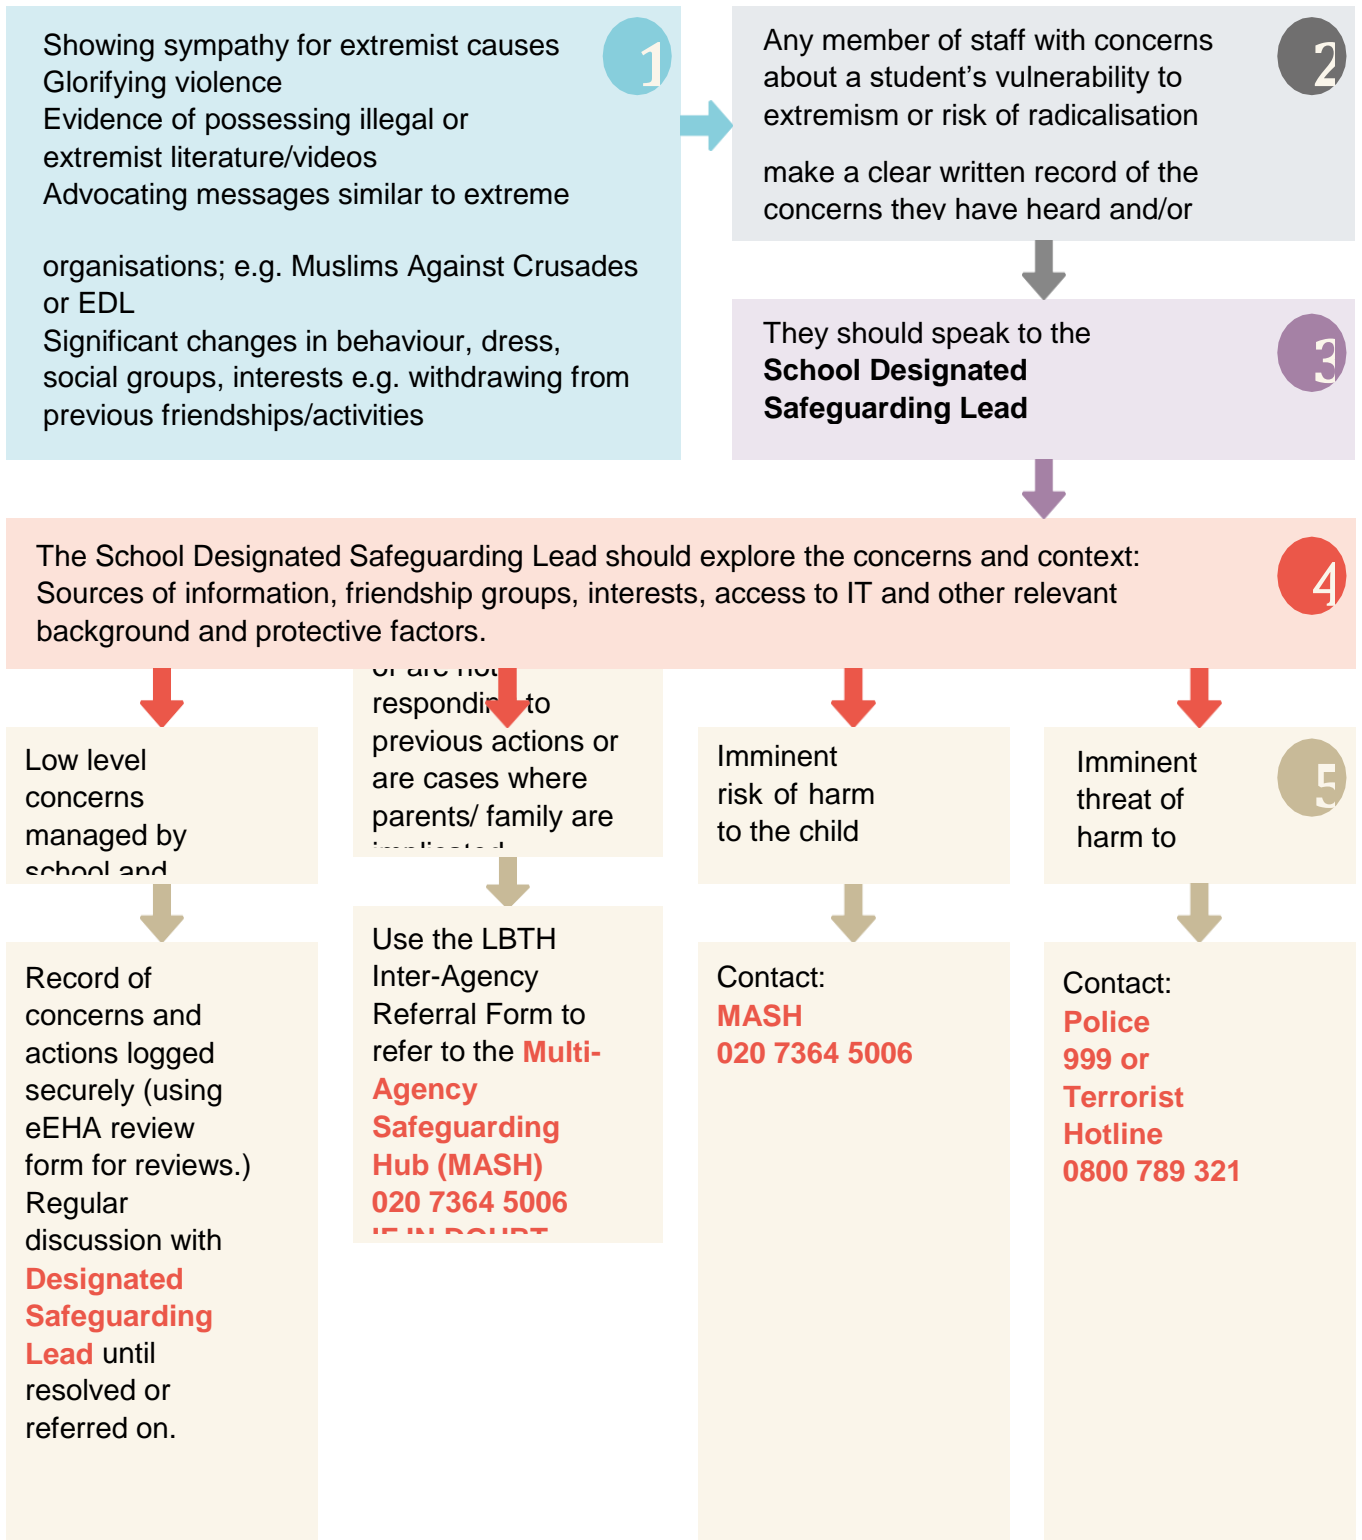 Showing sympathy for extremist causes
Glorifying violence
Evidence of possessing illegal or
extremist literature/videos
Advocating messages similar to extreme
organisations; e.g. Muslims Against Crusades
or EDL
Significant changes in behaviour, dress,
social groups, interests e.g. withdrawing from
previous friendships/activities
1
Any member of staff with concerns
about a student's vulnerability to
extremism or risk of radicalisation
make a clear written record of the
concerns they have heard and/or
2
They should speak to the
School Designated
Safeguarding Lead
3
The School Designated Safeguarding Lead should explore the concerns and context:
Sources of information, friendship groups, interests, access to IT and other relevant
background and protective factors.
4
Low level
concerns
managed by
school and
or are not
responding to
previous actions or
are cases where
parents/ family are
implicated
Imminent
risk of harm
to the child
Imminent
threat of
harm to
5
Record of
concerns and
actions logged
securely (using
eEHA review
form for reviews.)
Regular
discussion with
Designated
Safeguarding
Lead until
resolved or
referred on.
Use the LBTH
Inter-Agency
Referral Form to
refer to the Multi-
Agency
Safeguarding
Hub (MASH)
020 7364 5006
IF IN DOUBT
Contact:
MASH
020 7364 5006
Contact:
Police
999 or
Terrorist
Hotline
0800 789 321